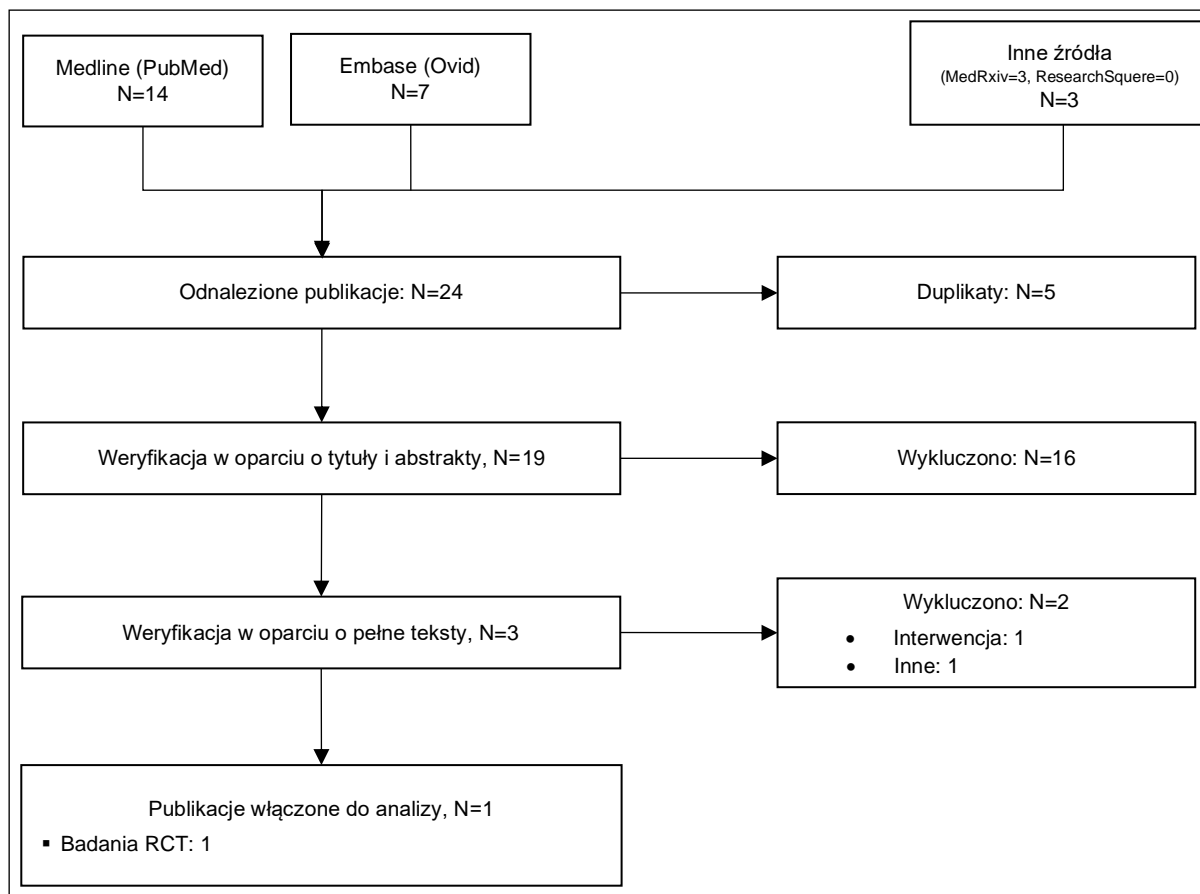 Medline (PubMed)
N=14
Embase (Ovid)
N=7
Inne źródła
(MedRxiv=3, ResearchSquere=0)
N=3
Odnalezione publikacje: N=24
Duplikaty: N=5
Weryfikacja w oparciu o tytuły i abstrakty, N=19
Wykluczono: N=16
Weryfikacja w oparciu o pełne teksty, N=3
Wykluczono: N=2
• Interwencja: 1
• Inne: 1
Publikacje włączone do analizy, N=1
▪ Badania RCT: 1